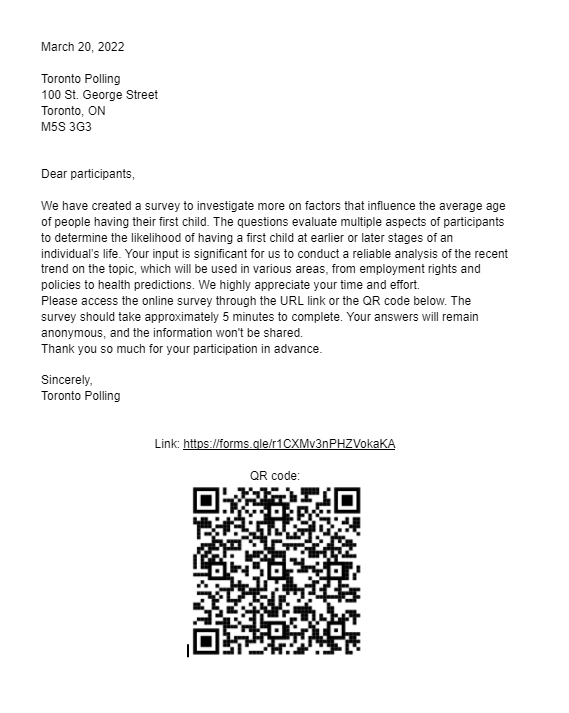 March 20, 2022
Toronto Polling
100 St. George Street
Toronto, ON
M5S 3G3
Dear participants,
We have created a survey to investigate more on factors that influence the average age
of people having their first child. The questions evaluate multiple aspects of participants
to determine the likelihood of having a first child at earlier or later stages of an
individual's life. Your input is significant for us to conduct a reliable analysis of the recent
trend on the topic, which will be used in various areas, from employment rights and
policies to health predictions. We highly appreciate your time and effort.
Please access the online survey through the URL link or the QR code below. The
survey should take approximately 5 minutes to complete. Your answers will remain
anonymous, and the information won't be shared.
Thank you so much for your participation in advance.
Sincerely,
Toronto Polling
Link: https://forms.gle/r1CXMv3nPHZVokaKA
QR code: